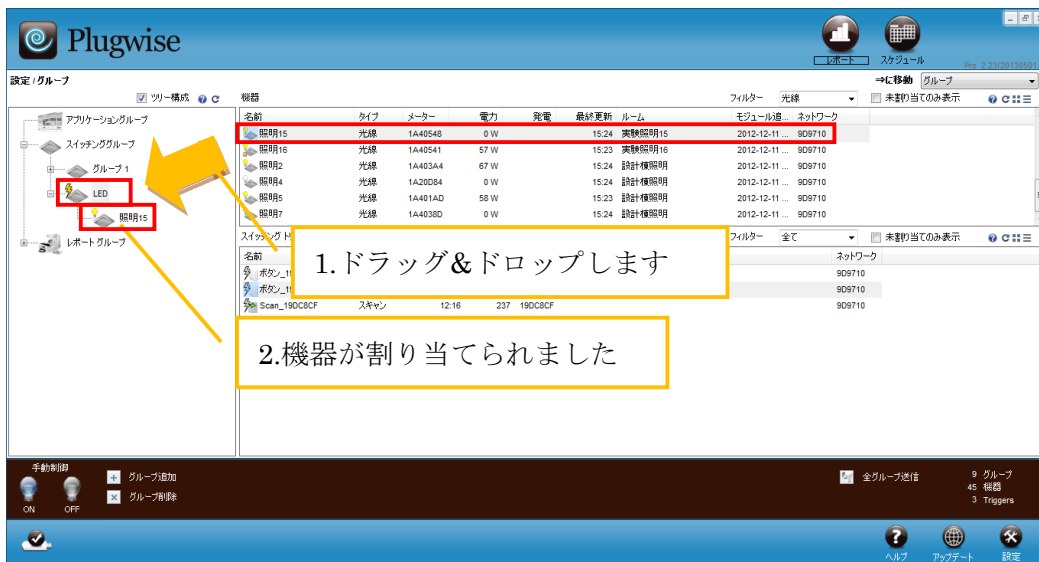 Plugwise
レポート
スケジュール
Pro 2.23/20130501
設定 / グループ
⇒に移動 グループ
ツリー構成
機器
フィルター 光線
未割り当てのみ表示
アプリケーショングループ
スイッチンググループ
グループ 1
LED
照明15
レポートグループ
名前 タイプ メーター 電力 発電 最終更新 ルーム モジュール追... ネットワーク
照明15 光線 1A40548 0 W 15:24 実験照明15 2012-12-11 ... 9D9710
照明16 光線 1A40541 57 W 15:23 実験照明16 2012-12-11 ... 9D9710
照明2 光線 1A403A4 67 W 15:24 設計棟照明 2012-12-11 ... 9D9710
照明4 光線 1A20D84 0 W 15:24 設計棟照明 2012-12-11 ... 9D9710
照明5 光線 1A401AD 58 W 15:23 設計棟照明 2012-12-11 ... 9D9710
照明7 光線 1A4038D 0 W 15:24 設計棟照明 2012-12-11 ... 9D9710
スイッチング
フィルター 全て
未割り当てのみ表示
名前 ネットワーク
ボタン_19 9D9710
ボタン_19 9D9710
Scan_19DC8CF スキャン 12:16 237 19DC8CF 9D9710
1.ドラッグ&ドロップします
2.機器が割り当てられました
手動制御
ON OFF
グループ追加
グループ削除
全グループ送信
9 グループ
45 機器
3 Triggers
ヘルプ
アップデート
設定